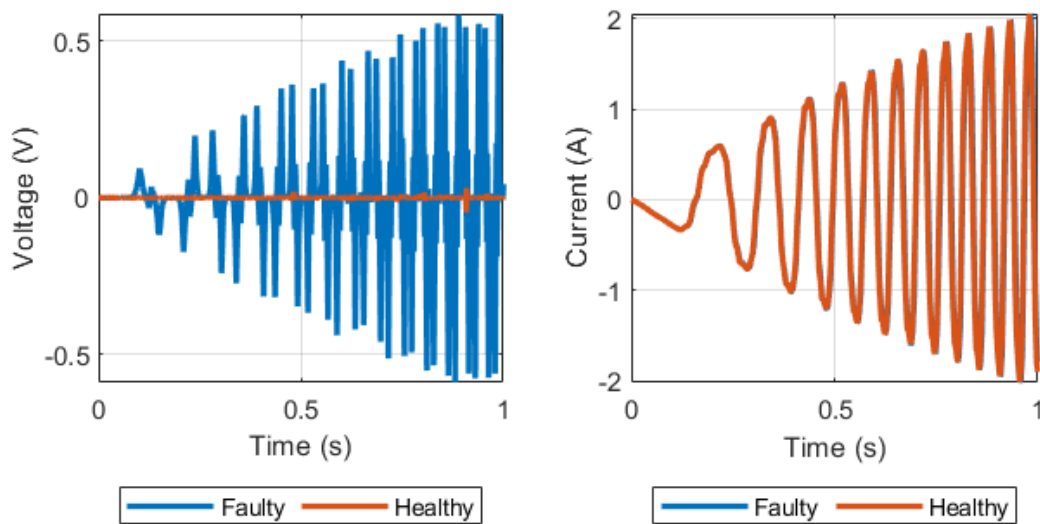 0.5
0
-0.5
Voltage (V)
0 0.5 1
Time (s)
Faulty Healthy
2
1
0
-1
-2
Current (A)
0 0.5 1
Time (s)
Faulty Healthy